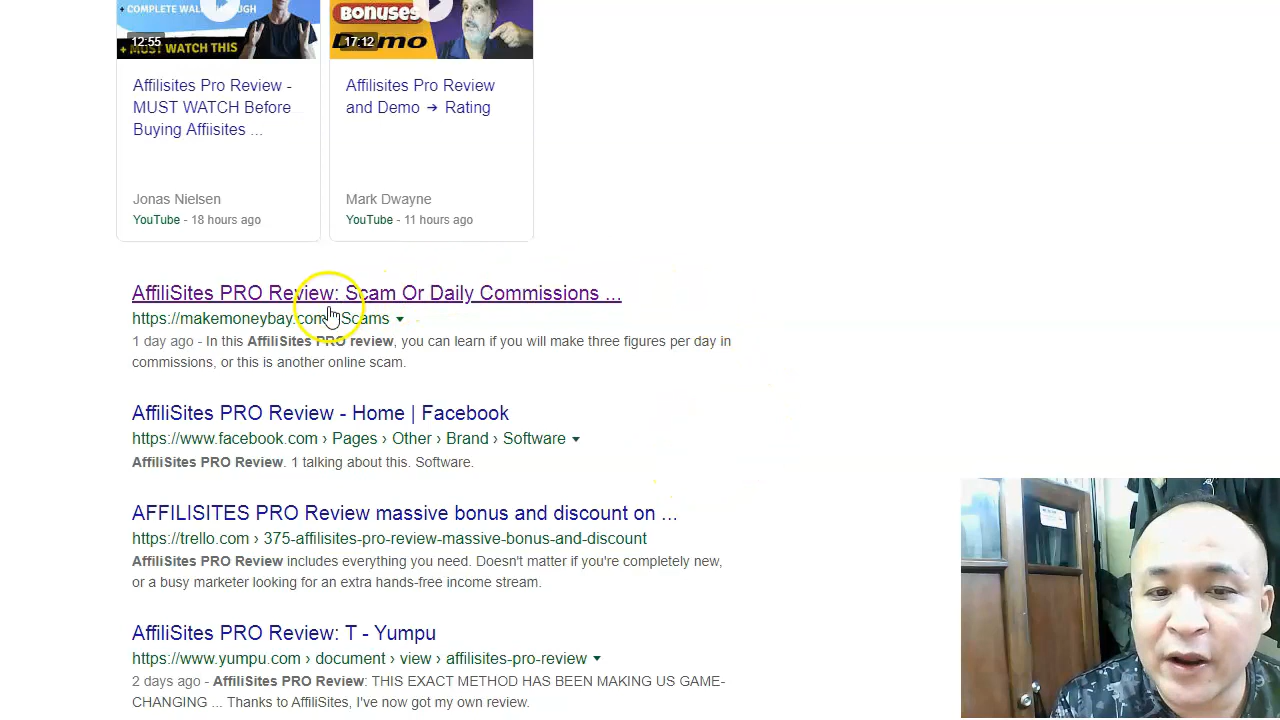 + COMPLETE WALKTHROUGH
+ MUST WATCH THIS
12:55
BONUSES
Demo
17:12
Affilisites Pro Review -
MUST WATCH Before
Buying Affiisites ...
Jonas Nielsen
YouTube - 18 hours ago
Affilisites Pro Review
and Demo → Rating
Mark Dwayne
YouTube - 11 hours ago
AffiliSites PRO Review: Scam Or Daily Commissions ...
https://makemoneybay.com › Scams
1 day ago - In this AffiliSites PRO review, you can learn if you will make three figures per day in
commissions, or this is another online scam.
AffiliSites PRO Review - Home | Facebook
https://www.facebook.com › Pages › Other › Brand › Software
AffiliSites PRO Review. 1 talking about this. Software.
AFFILISITES PRO Review massive bonus and discount on ...
https://trello.com › 375-affilisites-pro-review-massive-bonus-and-discount
AffiliSites PRO Review includes everything you need. Doesn't matter if you're completely new,
or a busy marketer looking for an extra hands-free income stream.
AffiliSites PRO Review: T - Yumpu
https://www.yumpu.com › document › view › affilisites-pro-review
2 days ago - AffiliSites PRO Review: THIS EXACT METHOD HAS BEEN MAKING US GAME-
CHANGING ... Thanks to AffiliSites, I've now got my own review.